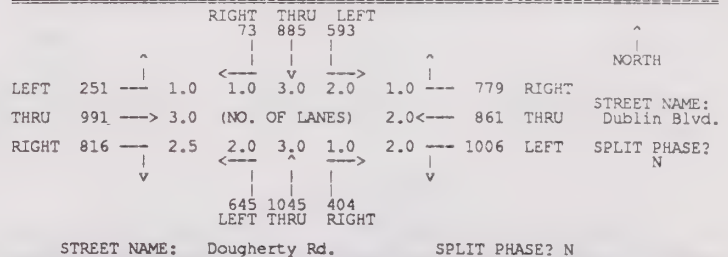 RIGHT THRU LEFT
73 885 593
^
| | | |
^ | | | ^ NORTH
| <--- v ---> |
LEFT 251 --- 1.0 1.0 3.0 2.0 1.0 --- 779 RIGHT
STREET NAME:
THRU 991 ---> 3.0 (NO. OF LANES) 2.0<--- 861 THRU Dublin Blvd.
RIGHT 816 --- 2.5 2.0 3.0 1.0 2.0 --- 1006 LEFT SPLIT PHASE?
| <--- ^ ---> | N
v | | | v
| | |
645 1045 404
LEFT THRU RIGHT
STREET NAME: Dougherty Rd. SPLIT PHASE? N